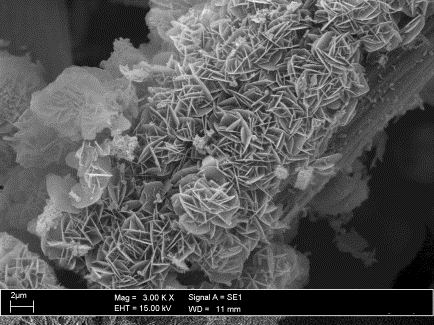 2μm
Mag = 3.00 K X Signal A = SE1
EHT = 15.00 kV WD = 11 mm